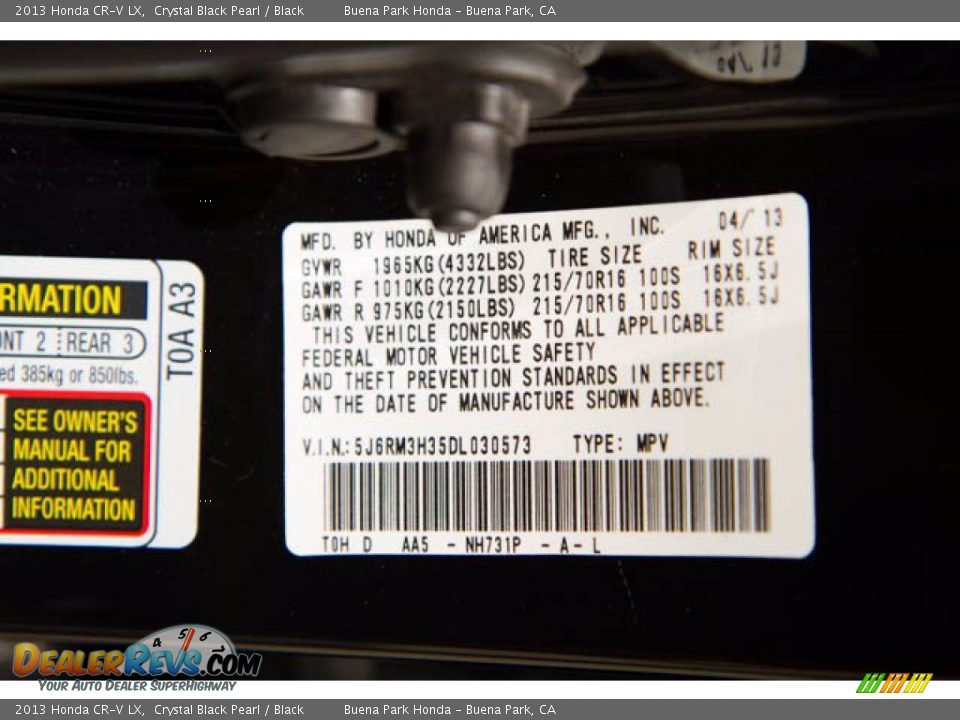 2013 Honda CR-V LX,  Crystal Black Pearl / Black    Buena Park Honda - Buena Park, CA
04/ 13
MFD. BY HONDA OF AMERICA MFG., INC. 04/ 13
GVWR 1965KG(4332LBS) TIRE SIZE RIM SIZE
GAWR F 1010KG(2227LBS) 215/70R16 100S 16X6.5J
GAWR R 975KG(2150LBS) 215/70R16 100S 16X6.5J
THIS VEHICLE CONFORMS TO ALL APPLICABLE
FEDERAL MOTOR VEHICLE SAFETY
AND THEFT PREVENTION STANDARDS IN EFFECT
ON THE DATE OF MANUFACTURE SHOWN ABOVE.
V.I.N.: 5J6RM3H35DL030573 TYPE: MPV
T0H D AA5 - NH731P - A - L
RMATION
NT 2 REAR 3
ed 385kg or 850lbs.
SEE OWNER'S
MANUAL FOR
ADDITIONAL
INFORMATION
T0A A3
4 5 6
DealerRevs.com
Your Auto Dealer SuperHighway
2013 Honda CR-V LX,  Crystal Black Pearl / Black    Buena Park Honda - Buena Park, CA